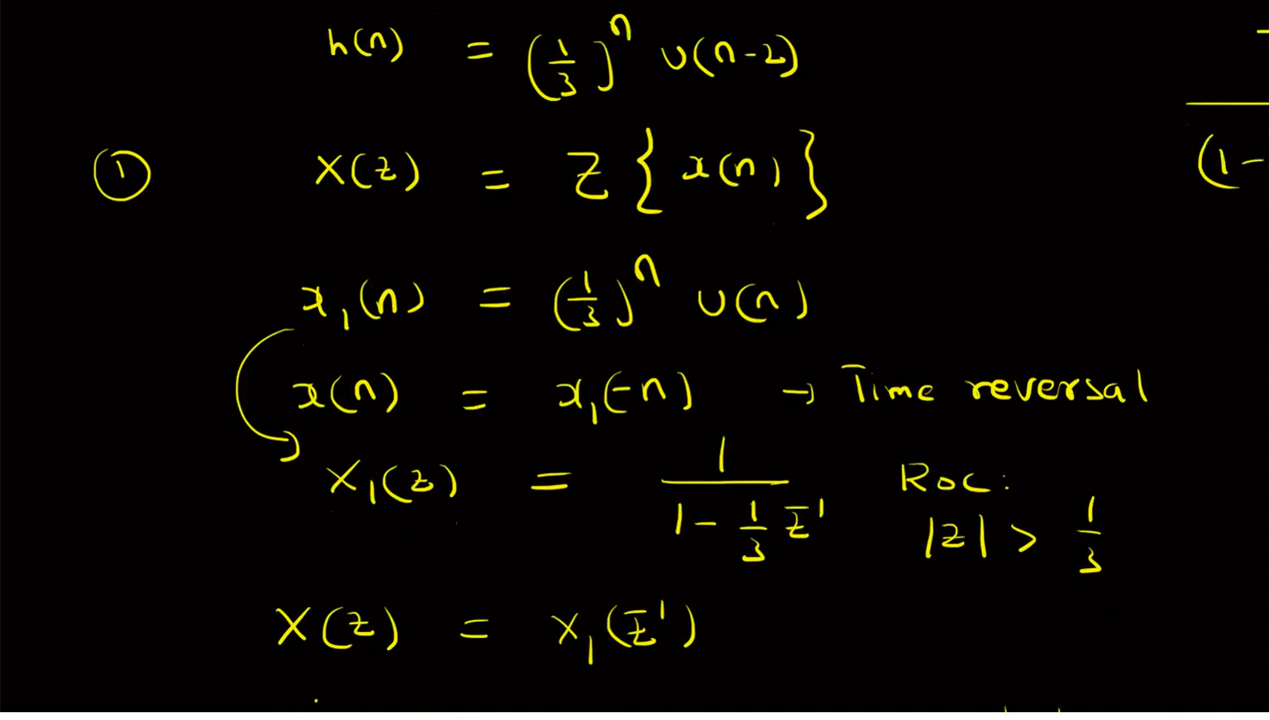 h(n) = (1/3)^n u(n-2)
① X(z) = Z { x(n) }
(1-
x₁(n) = (1/3)^n u(n)
x(n) = x₁(-n) → Time reversal
X₁(z) = 1/(1 - 1/3 z⁻¹) ROC: |z| > 1/3
X(z) = X₁(z⁻¹)